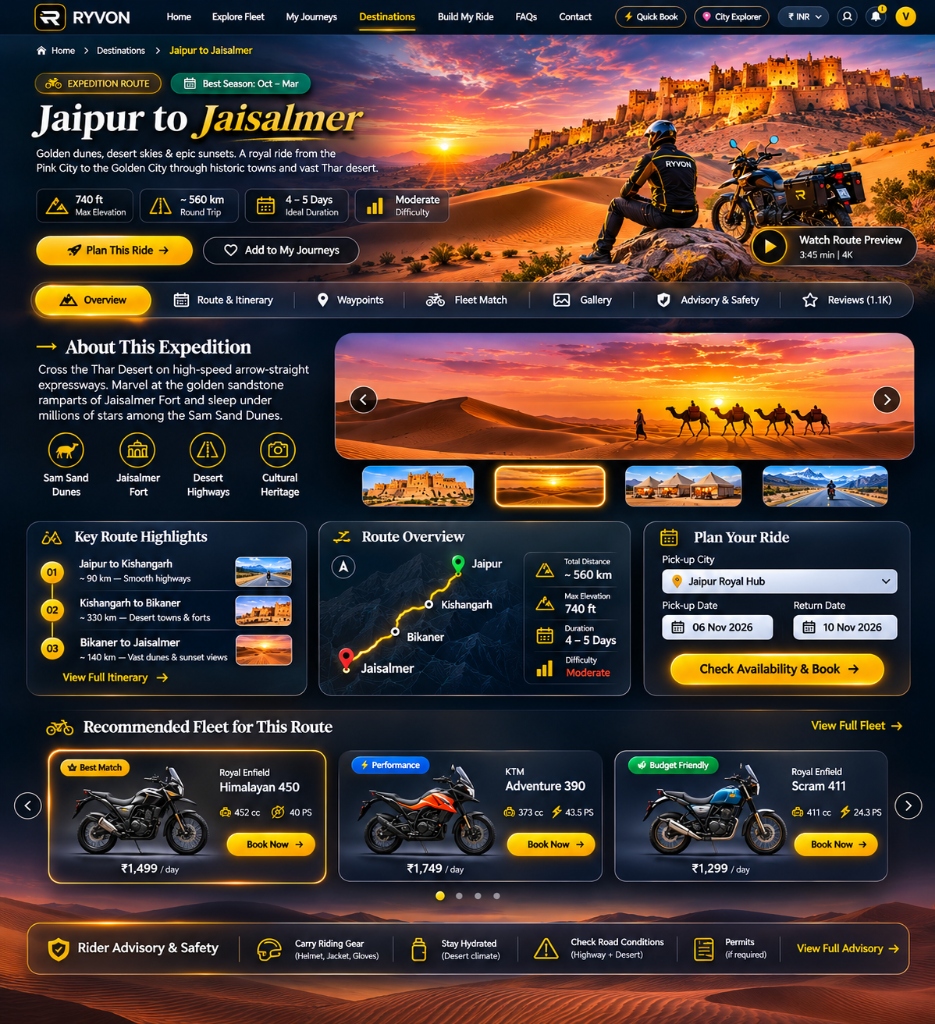 RYVON
Home
Explore Fleet
My Journeys
Destinations
Build My Ride
FAQs
Contact
Quick Book
City Explorer
₹ INR
1
V
Home > Destinations > Jaipur to Jaisalmer
EXPEDITION ROUTE
Best Season: Oct – Mar
Jaipur to Jaisalmer
Golden dunes, desert skies & epic sunsets. A royal ride from the
Pink City to the Golden City through historic towns and vast Thar desert.
740 ft
Max Elevation
~ 560 km
Round Trip
4 – 5 Days
Ideal Duration
Moderate
Difficulty
RYVON
R
Plan This Ride →
Add to My Journeys
Watch Route Preview
3:45 min | 4K
Overview
Route & Itinerary
Waypoints
Fleet Match
Gallery
Advisory & Safety
Reviews (1.1K)
→ About This Expedition
Cross the Thar Desert on high-speed arrow-straight
expressways. Marvel at the golden sandstone
ramparts of Jaisalmer Fort and sleep under
millions of stars among the Sam Sand Dunes.
Sam Sand
Dunes
Jaisalmer
Fort
Desert
Highways
Cultural
Heritage
Key Route Highlights
01
Jaipur to Kishangarh
~ 90 km — Smooth highways
02
Kishangarh to Bikaner
~ 330 km — Desert towns & forts
03
Bikaner to Jaisalmer
~ 140 km — Vast dunes & sunset views
View Full Itinerary →
Route Overview
Jaipur
Kishangarh
Bikaner
Jaisalmer
Total Distance
~ 560 km
Max Elevation
740 ft
Duration
4 – 5 Days
Difficulty
Moderate
Plan Your Ride
Pick-up City
Jaipur Royal Hub
Pick-up Date
06 Nov 2026
Return Date
10 Nov 2026
Check Availability & Book →
Recommended Fleet for This Route
View Full Fleet →
Best Match
Royal Enfield
Himalayan 450
452 cc
40 PS
Book Now →
₹1,499 / day
Performance
KTM
Adventure 390
373 cc
43.5 PS
Book Now →
₹1,749 / day
Budget Friendly
Royal Enfield
Scram 411
411 cc
24.3 PS
Book Now →
₹1,299 / day
Rider Advisory & Safety
Carry Riding Gear
(Helmet, Jacket, Gloves)
Stay Hydrated
(Desert climate)
Check Road Conditions
(Highway + Desert)
Permits
(if required)
View Full Advisory →